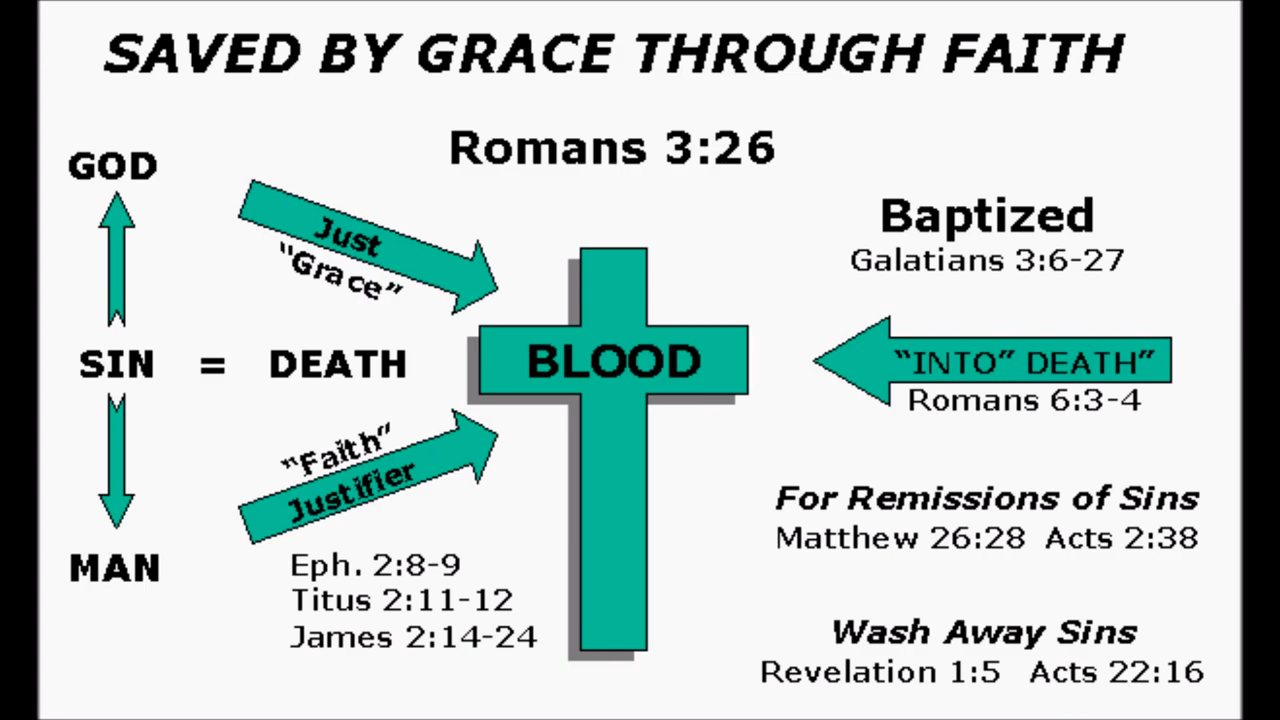 SAVED BY GRACE THROUGH FAITH
Romans 3:26
GOD
Just
“Grace”
SIN = DEATH
“Faith”
Justifier
MAN
Eph. 2:8-9
Titus 2:11-12
James 2:14-24
BLOOD
Baptized
Galatians 3:6-27
“INTO” DEATH”
Romans 6:3-4
For Remissions of Sins
Matthew 26:28 Acts 2:38
Wash Away Sins
Revelation 1:5 Acts 22:16